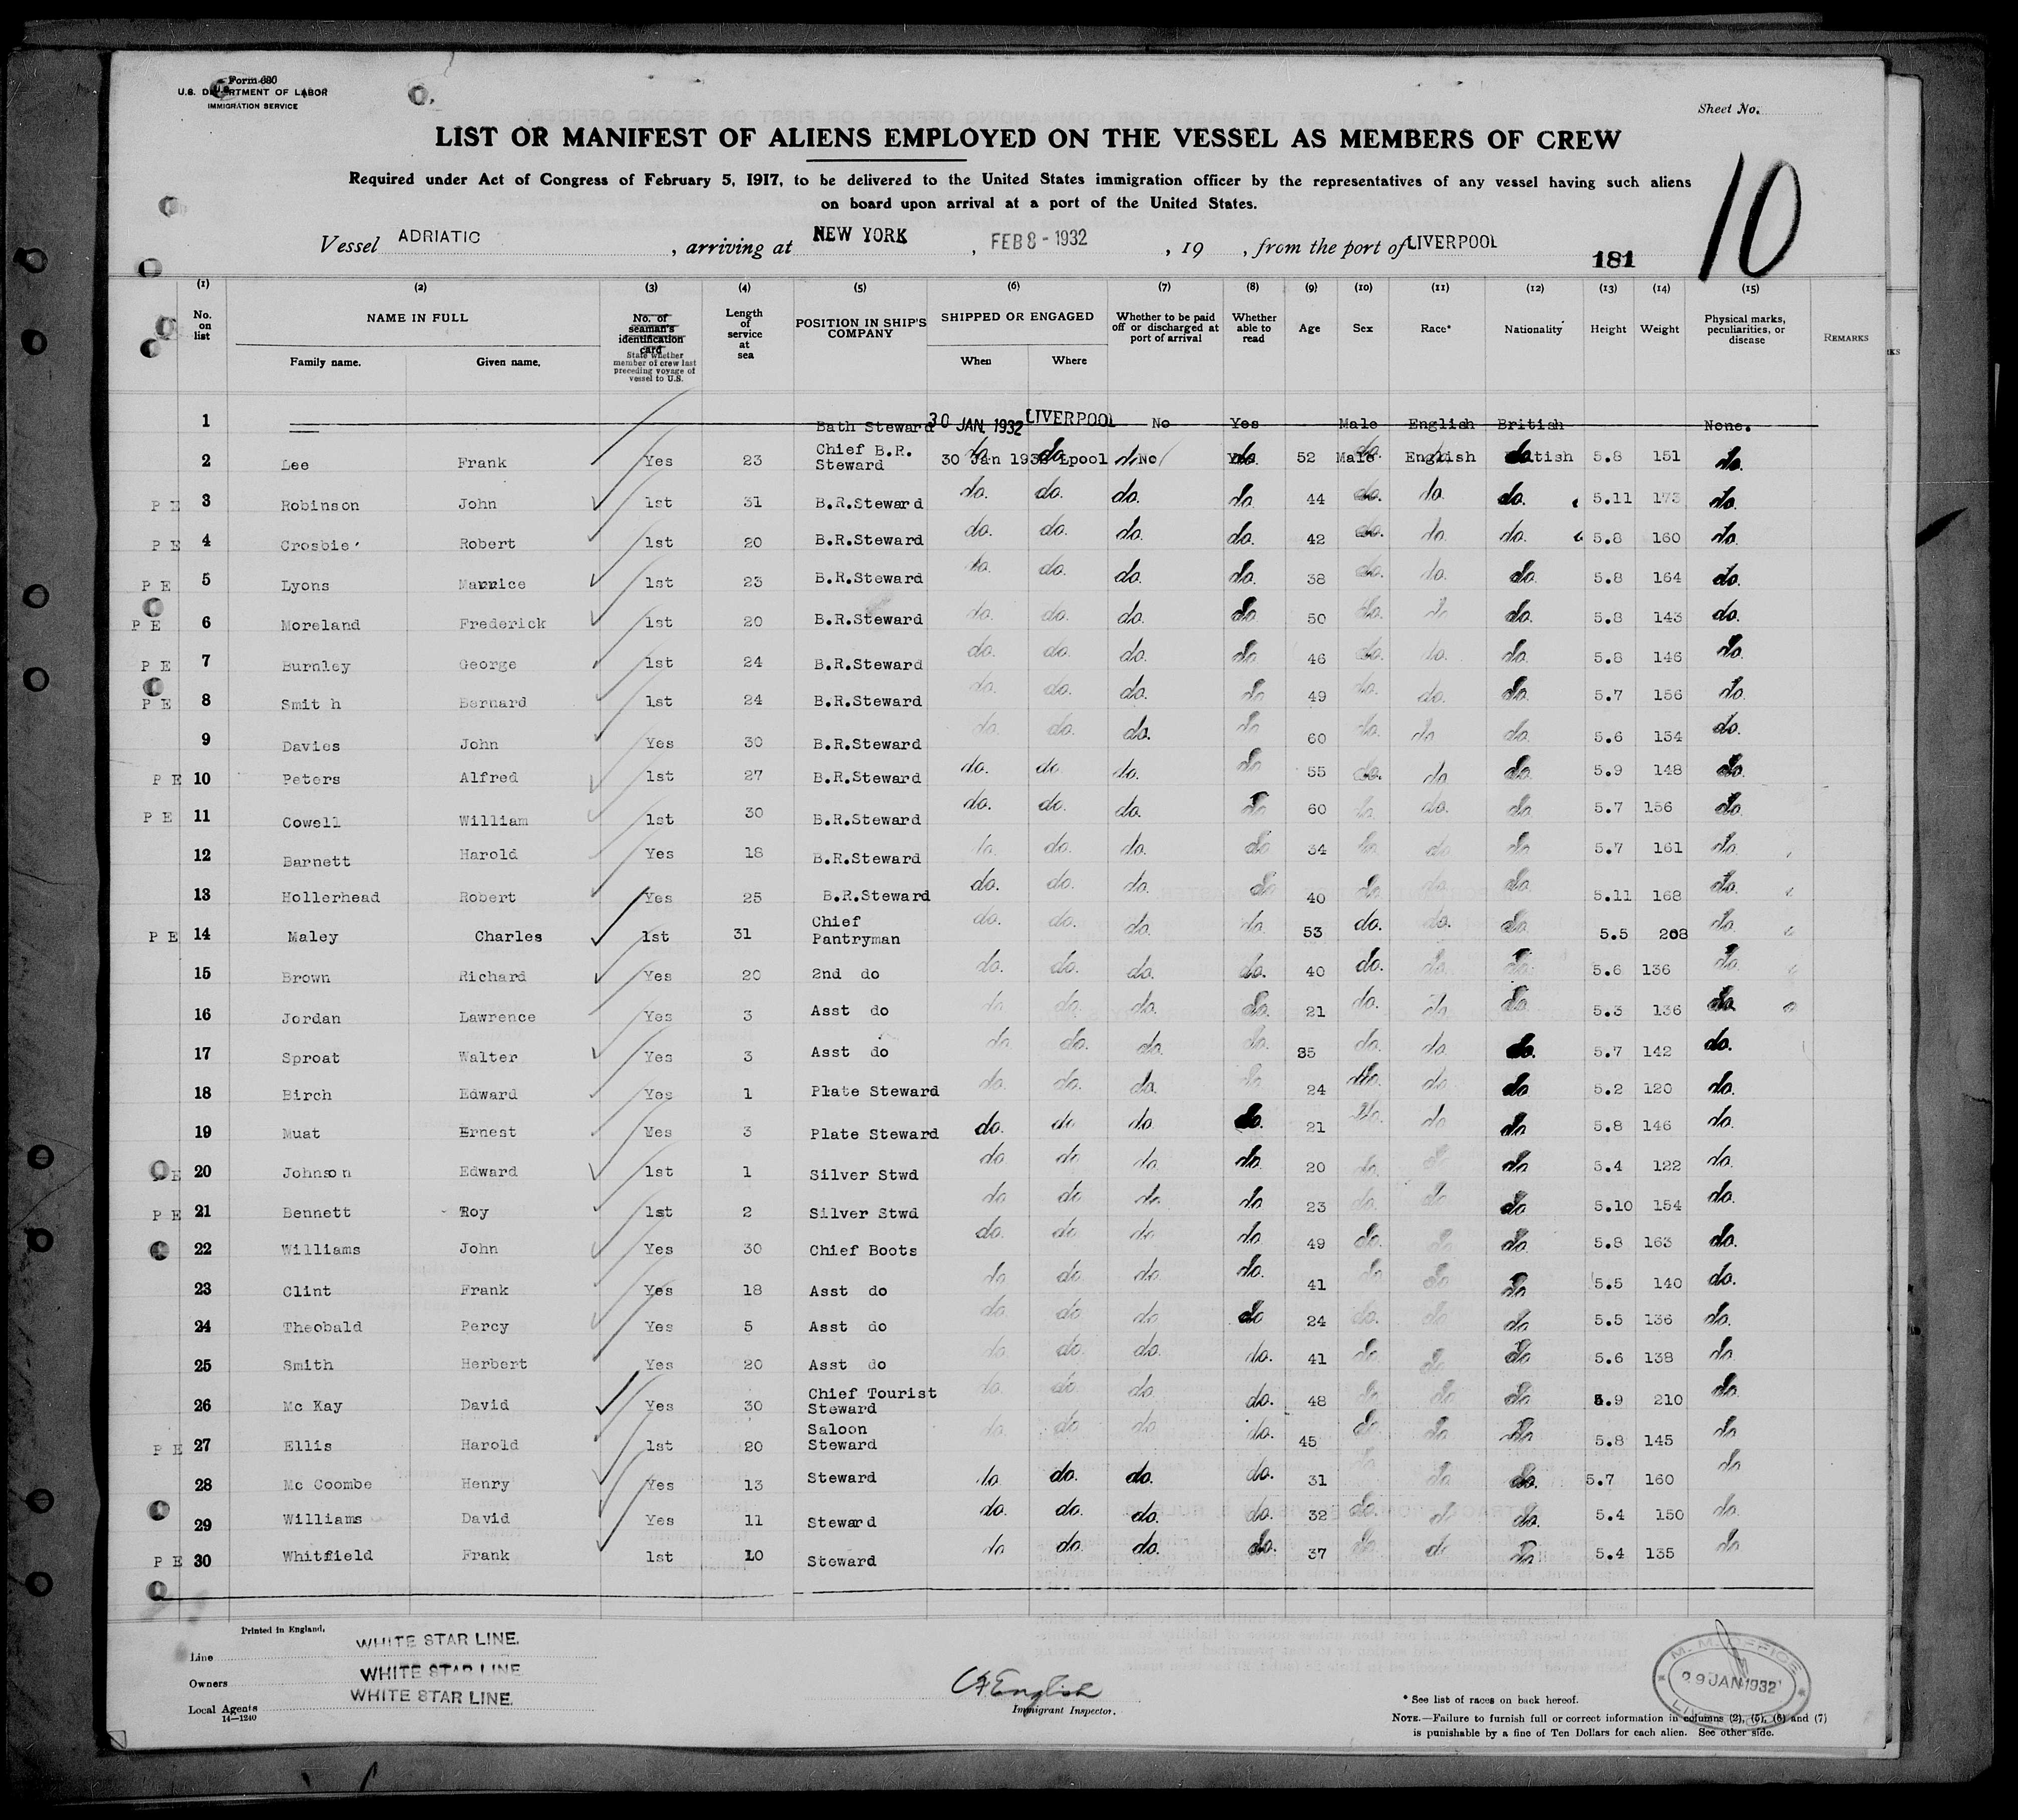 Form 680
U.S. DEPARTMENT OF LABOR
IMMIGRATION SERVICE
Sheet No.
10
LIST OR MANIFEST OF ALIENS EMPLOYED ON THE VESSEL AS MEMBERS OF CREW
Required under Act of Congress of February 5, 1917, to be delivered to the United States immigration officer by the representatives of any vessel having such aliens
on board upon arrival at a port of the United States.
Vessel ADRIATIC , arriving at NEW YORK , FEB 8 - 1932 , 19 , from the port of LIVERPOOL
181
(1) (2) (3) (4) (5) (6) (7) (8) (9) (10) (11) (12) (13) (14) (15)
No. on list NAME IN FULL Family name. Given name. No. of seaman's identification card State whether member of crew last preceding voyage of vessel to U.S. Length of service at sea POSITION IN SHIP'S COMPANY SHIPPED OR ENGAGED When Where Whether to be paid off or discharged at port of arrival Whether able to read Age Sex Race* Nationality Height Weight Physical marks, peculiarities, or disease REMARKS
1 Bath Steward 30 JAN 1932 LIVERPOOL No Yes Male English British None.
2 Lee Frank Yes 23 Chief B.R. Steward 30 Jan 1932 Lpool No Yes 52 Male English British 5.8 151 do.
P E 3 Robinson John 1st 31 B.R.Steward do. do. do. do. 44 do. do. do. 5.11 173 do.
P E 4 Crosbie Robert 1st 20 B.R.Steward do. do. do. do. 42 do. do. do. 5.8 160 do.
P E 5 Lyons Maurice 1st 23 B.R.Steward do. do. do. do. 38 do. do. do. 5.8 164 do.
P E 6 Moreland Frederick 1st 20 B.R.Steward do. do. do. do. 50 do. do. do. 5.8 143 do.
P E 7 Burnley George 1st 24 B.R.Steward do. do. do. do. 46 do. do. do. 5.8 146 do.
P E 8 Smit h Bernard 1st 24 B.R.Steward do. do. do. do 49 do. do. do. 5.7 156 do.
9 Davies John Yes 30 B.R.Steward do. do. do. do 60 do. do do. 5.6 154 do.
P E 10 Peters Alfred 1st 27 B.R.Steward do. do do. do 55 do. do do. 5.9 148 do.
P E 11 Cowell William 1st 30 B.R.Steward do. do. do. do 60 do. do. do 5.7 156 do.
12 Barnett Harold Yes 18 B.R.Steward do. do. do. do 34 do do do 5.7 161 do.
13 Hollerhead Robert Yes 25 B.R.Steward do. do. do. do 40 do do do. 5.11 168 do.
P E 14 Maley Charles 1st 31 Chief Pantryman do. do. do. do. 53 do. do. do 5.5 208 do.
15 Brown Richard Yes 20 2nd do do. do. do. do. 40 do. do do. 5.6 136 do.
16 Jordan Lawrence Yes 3 Asst do do do. do. do. 21 do. do do. 5.3 136 do.
17 Sproat Walter Yes 3 Asst do do do. do. do. 35 do. do do. 5.7 142 do.
18 Birch Edward Yes 1 Plate Steward do. do. do. do 24 do. do do 5.2 120 do.
19 Muat Ernest Yes 3 Plate Steward do. do do. do. 21 do. do do 5.8 146 do.
P E 20 Johnson Edward 1st 1 Silver Stwd do do do. do. 20 do. do do 5.4 122 do.
P E 21 Bennett Roy 1st 2 Silver Stwd do do do. do 23 do. do do 5.10 154 do.
22 Williams John Yes 30 Chief Boots do. do do do. 49 do. do do. 5.8 163 do.
23 Clint Frank Yes 18 Asst do do do do. do. 41 do do do 5.5 140 do.
24 Theobald Percy Yes 5 Asst do do do do do 24 do. do do 5.5 136 do.
25 Smith Herbert Yes 20 Asst do do do. do. do. 41 do do do 5.6 138 do
26 Mc Kay David Yes 30 Chief Tourist Steward do. do do. do. 48 do do do 5.9 210 do.
P E 27 Ellis Harold 1st 20 Saloon Steward do do do do. 45 do. do do 5.8 145 do
28 Mc Coombe Henry Yes 13 Steward do. do. do. do. 31 do do. do. 5.7 160 do
29 Williams David Yes 11 Steward do. do. do. do. 32 do. do do. 5.4 150 do.
P E 30 Whitfield Frank 1st 10 Steward do do. do. do. 37 do do do 5.4 135 do
Printed in England.
Line WHITE STAR LINE.
Owners WHITE STAR LINE
Local Agents WHITE STAR LINE.
14—1240
English
Immigrant Inspector.
M. M. OFFICE
29 JAN 1932
* See list of races on back hereof.
NOTE.—Failure to furnish full or correct information in columns (2), (5), (6) and (7)
is punishable by a fine of Ten Dollars for each alien. See other side.